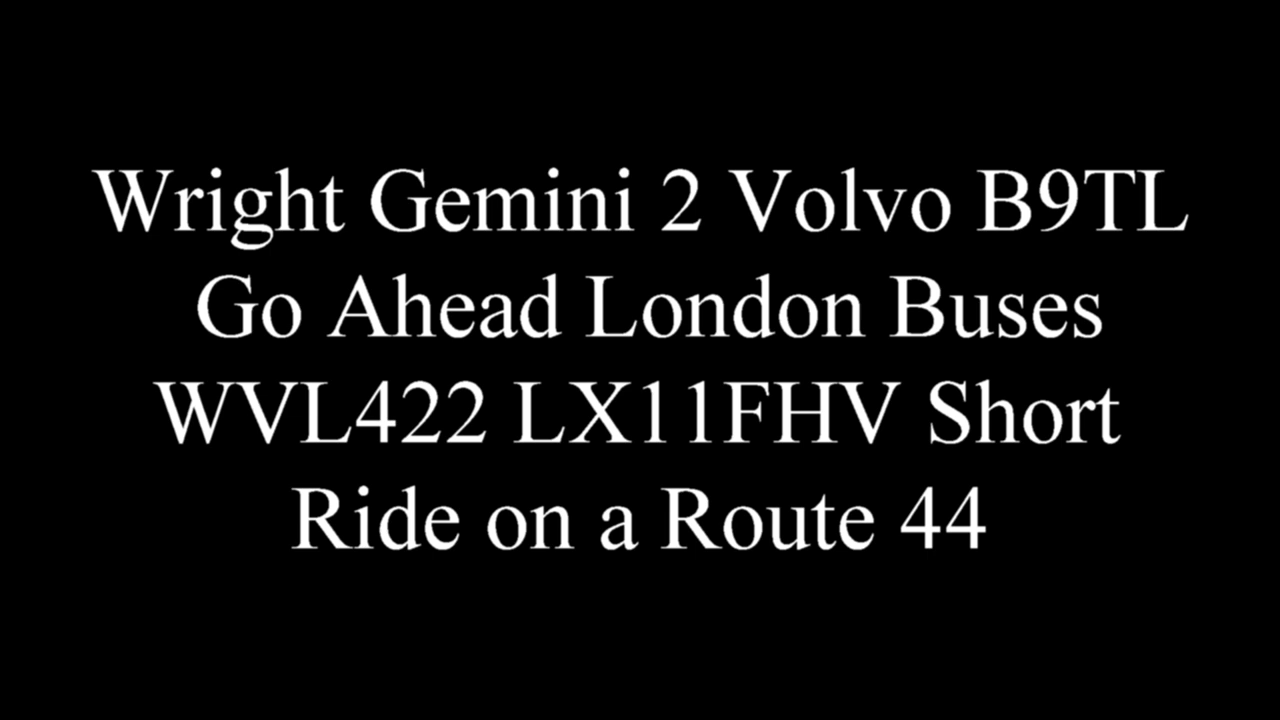 Wright Gemini 2 Volvo B9TL
Go Ahead London Buses
WVL422 LX11FHV Short
Ride on a Route 44